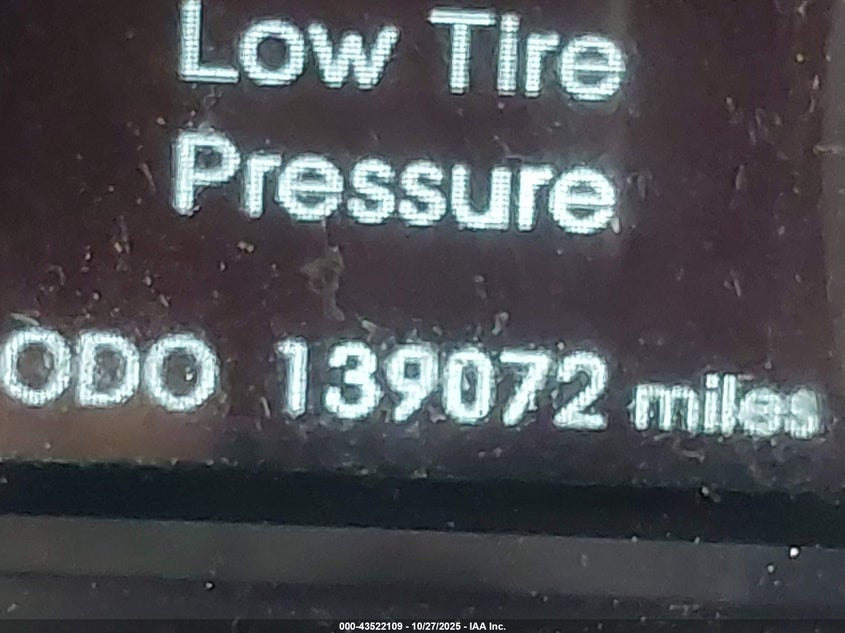 Low Tire
Pressure
ODO 139072 miles
000-43522109 - 10/27/2025 - IAA Inc.